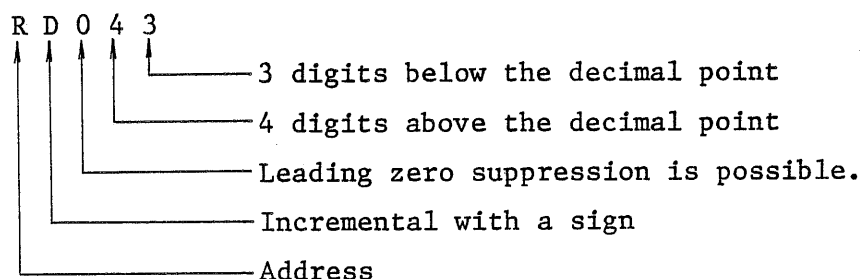 R D 0 4 3
3 digits below the decimal point
4 digits above the decimal point
Leading zero suppression is possible.
Incremental with a sign
Address